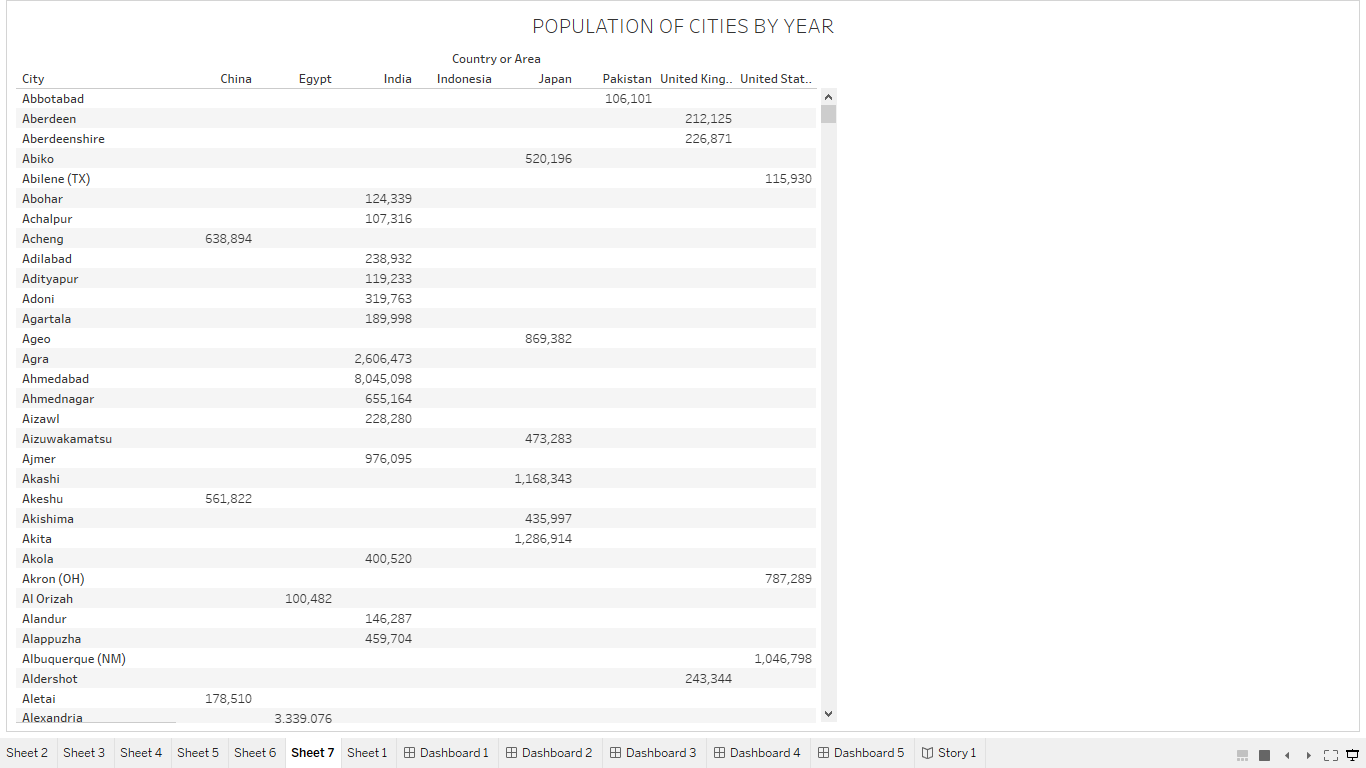 POPULATION OF CITIES BY YEAR
Country or Area
City China Egypt India Indonesia Japan Pakistan United King.. United Stat..
Abbotabad 106,101
Aberdeen 212,125
Aberdeenshire 226,871
Abiko 520,196
Abilene (TX) 115,930
Abohar 124,339
Achalpur 107,316
Acheng 638,894
Adilabad 238,932
Adityapur 119,233
Adoni 319,763
Agartala 189,998
Ageo 869,382
Agra 2,606,473
Ahmedabad 8,045,098
Ahmednagar 655,164
Aizawl 228,280
Aizuwakamatsu 473,283
Ajmer 976,095
Akashi 1,168,343
Akeshu 561,822
Akishima 435,997
Akita 1,286,914
Akola 400,520
Akron (OH) 787,289
Al Orizah 100,482
Alandur 146,287
Alappuzha 459,704
Albuquerque (NM) 1,046,798
Aldershot 243,344
Aletai 178,510
Alexandria 3,339,076
Sheet 2 Sheet 3 Sheet 4 Sheet 5 Sheet 6 Sheet 7 Sheet 1 Dashboard 1 Dashboard 2 Dashboard 3 Dashboard 4 Dashboard 5 Story 1